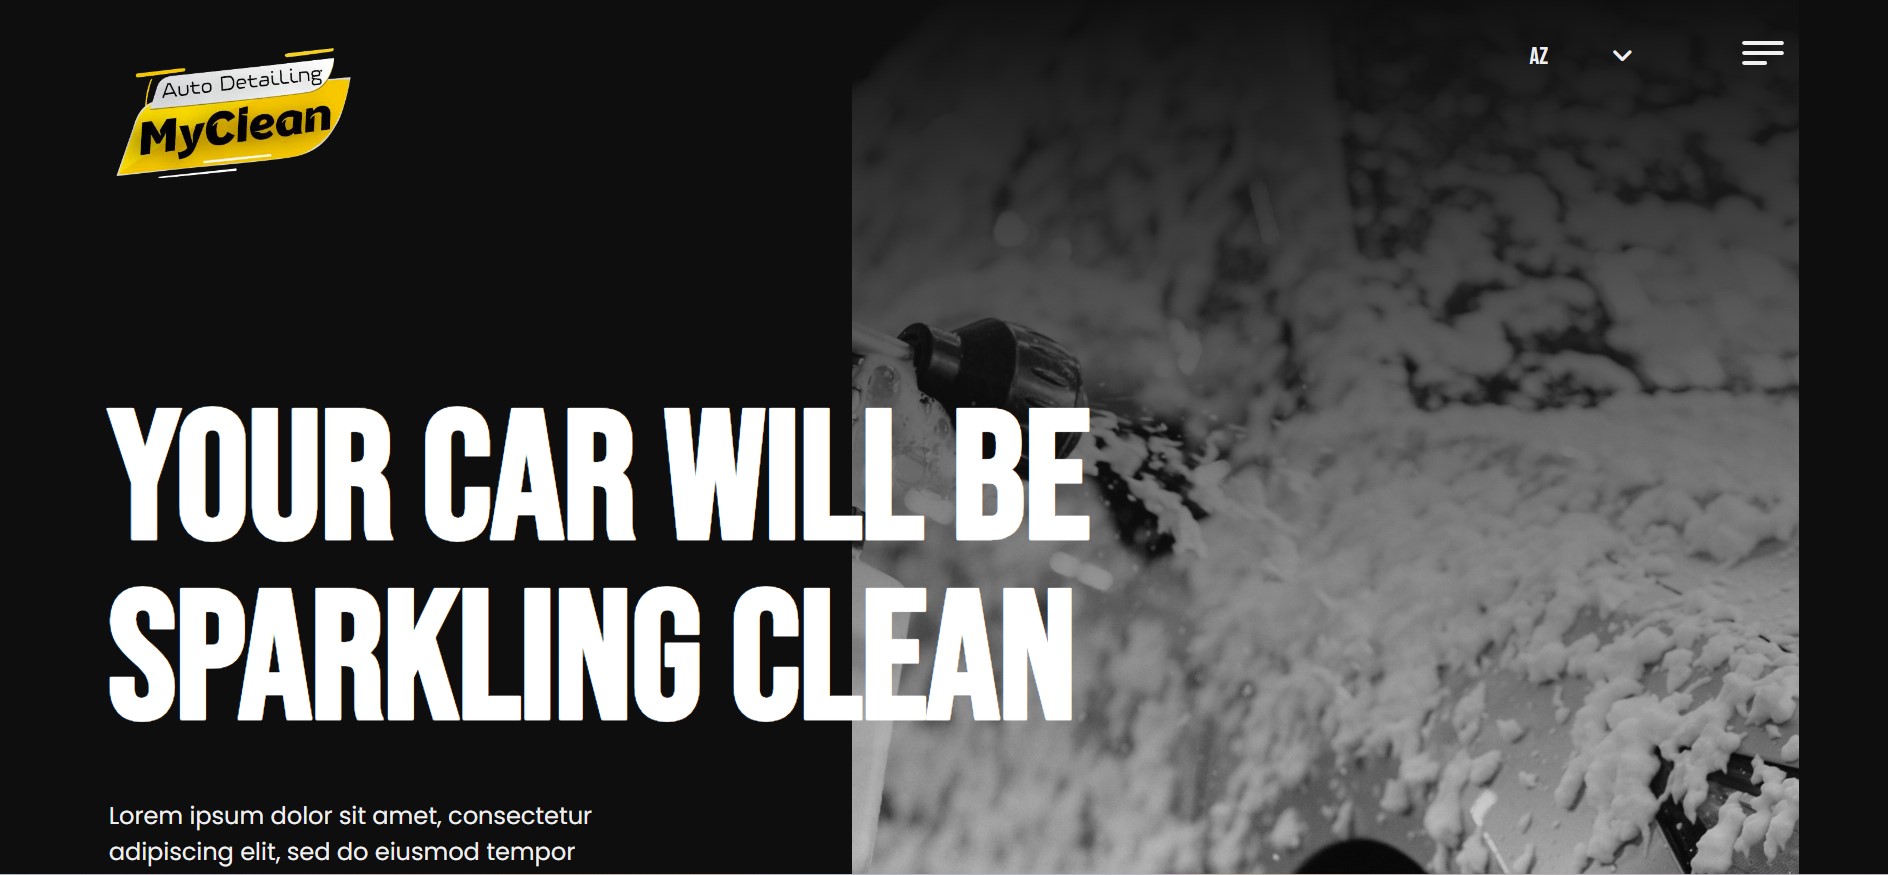 Auto Detailing
MyClean
AZ
YOUR CAR WILL BE
SPARKLING CLEAN
Lorem ipsum dolor sit amet, consectetur
adipiscing elit, sed do eiusmod tempor